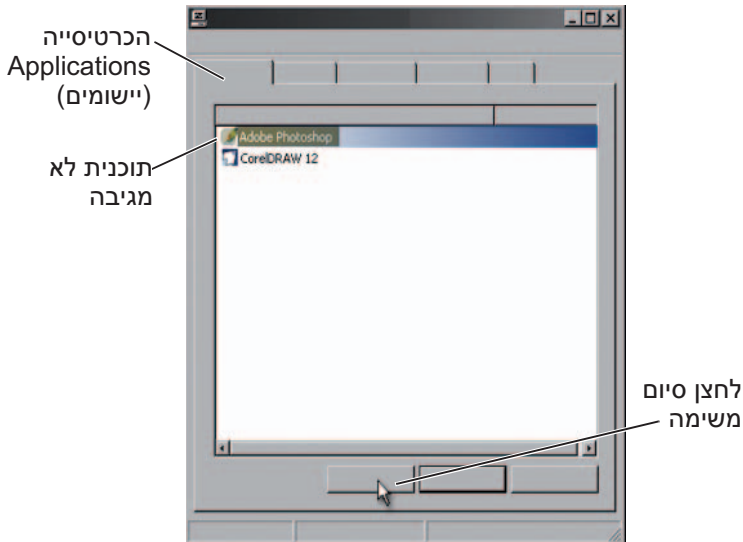 הכרטיסייה
Applications
(יישומים)
Adobe Photoshop
CorelDRAW 12
תוכנית לא
מגיבה
לחצן סיום
משימה